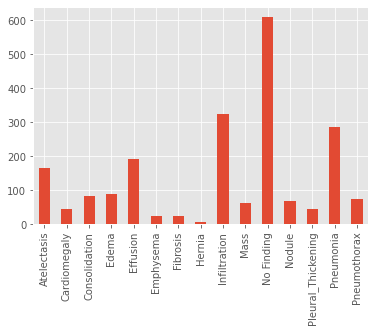 600
500
400
300
200
100
0
Atelectasis
Cardiomegaly
Consolidation
Edema
Effusion
Emphysema
Fibrosis
Hernia
Infiltration
Mass
No Finding
Nodule
Pleural_Thickening
Pneumonia
Pneumothorax